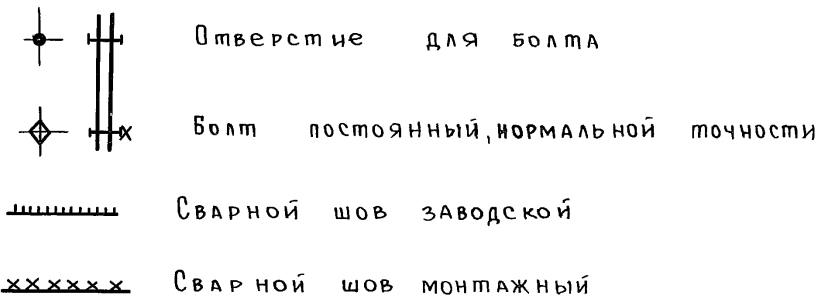 Отверстие для болта
Болт постоянный, нормальной точности
Сварной шов заводской
Сварной шов монтажный